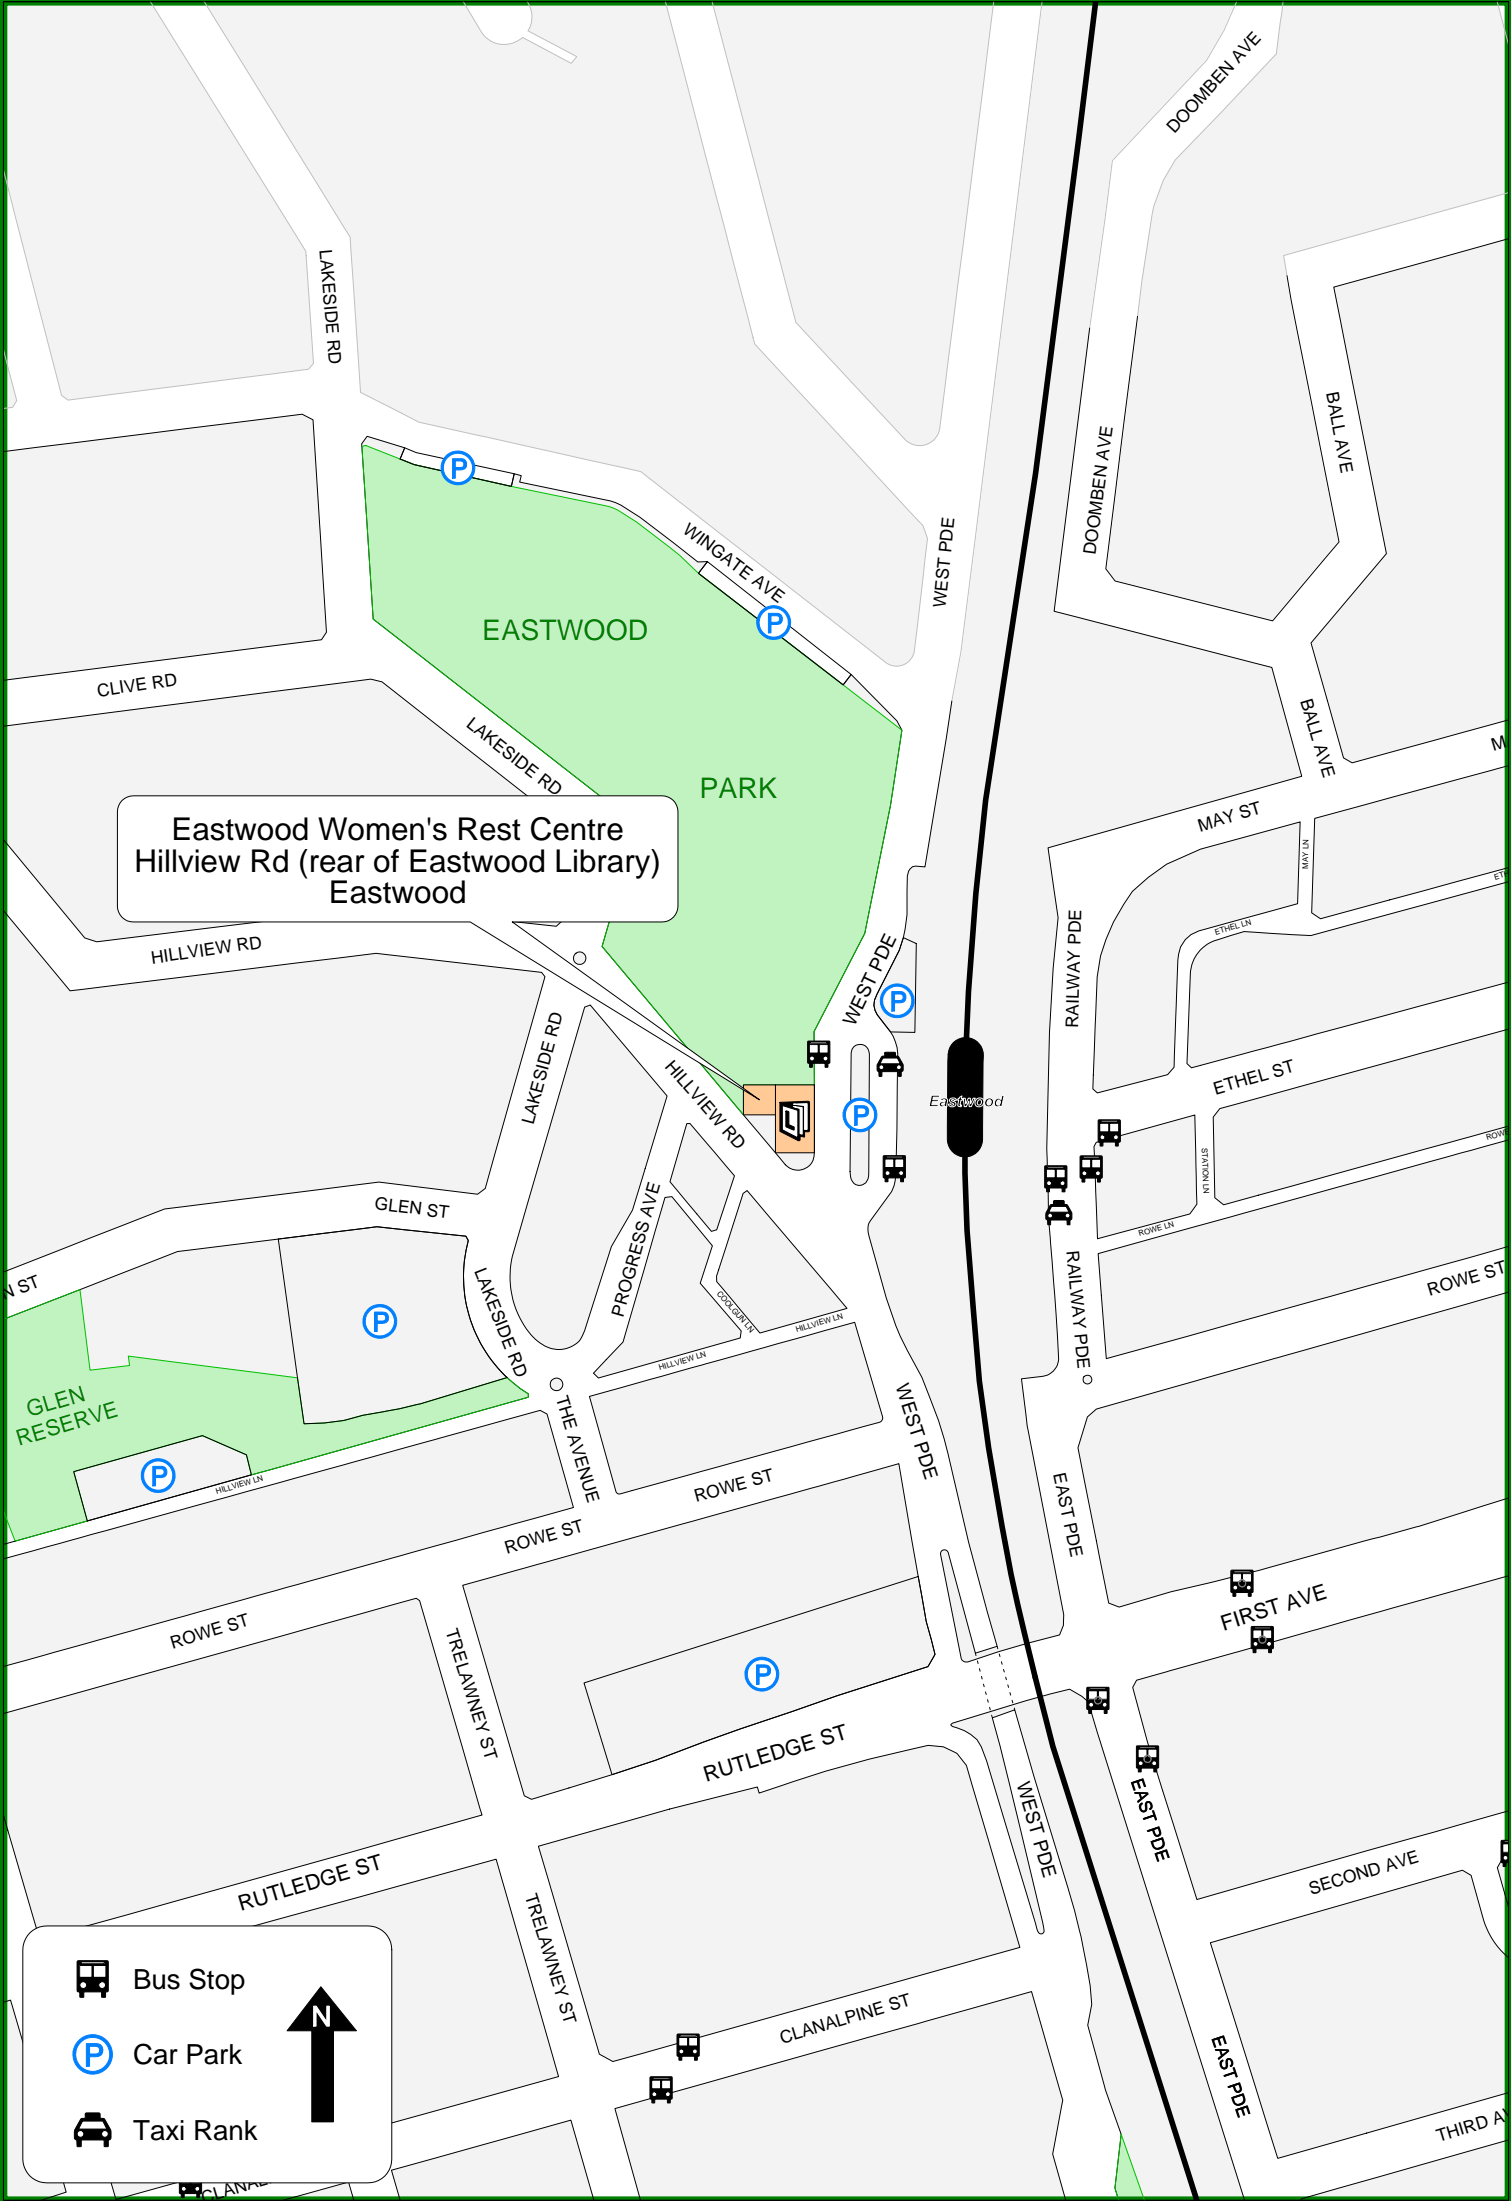 DOOMBEN AVE
LAKESIDE RD
BALL AVE
DOOMBEN AVE
WINGATE AVE
WEST PDE
EASTWOOD
CLIVE RD
LAKESIDE RD
BALL AVE
PARK
MAY ST
Eastwood Women's Rest Centre
Hillview Rd (rear of Eastwood Library)
Eastwood
MAY LN
ETHEL LN
RAILWAY PDE
HILLVIEW RD
WEST PDE
LAKESIDE RD
HILLVIEW RD
ETHEL ST
Eastwood
L
STATION LN
ROWE LN
GLEN ST
PROGRESS AVE
RAILWAY PDE
ROWE ST
N ST
LAKESIDE RD
COOLGUN LN
HILLVIEW LN
HILLVIEW LN
GLEN
RESERVE
THE AVENUE
WEST PDE
HILLVIEW LN
ROWE ST
ROWE ST
EAST PDE
FIRST AVE
ROWE ST
TRELAWNEY ST
RUTLEDGE ST
WEST PDE
EAST PDE
RUTLEDGE ST
SECOND AVE
TRELAWNEY ST
CLANALPINE ST
EAST PDE
THIRD A
P
P
P
P
P
P
P
N
Bus Stop
P
Car Park
Taxi Rank
CLANAL